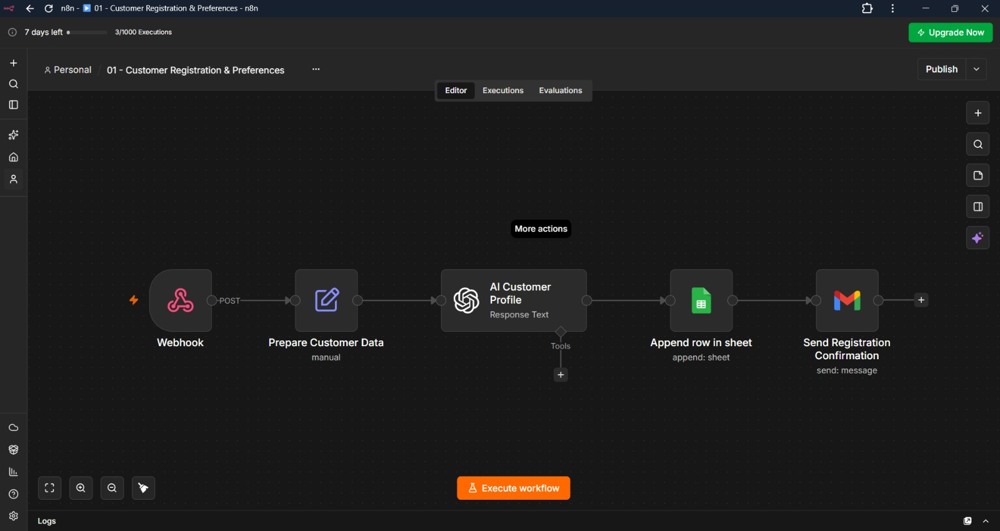 n8n - ▶ 01 - Customer Registration & Preferences - n8n
7 days left
3/1000 Executions
Upgrade Now
Personal / 01 - Customer Registration & Preferences
Publish
Editor
Executions
Evaluations
More actions
POST
AI Customer
Profile
Response Text
Webhook
Prepare Customer Data
manual
Tools
Append row in sheet
append: sheet
Send Registration
Confirmation
send: message
Execute workflow
Logs